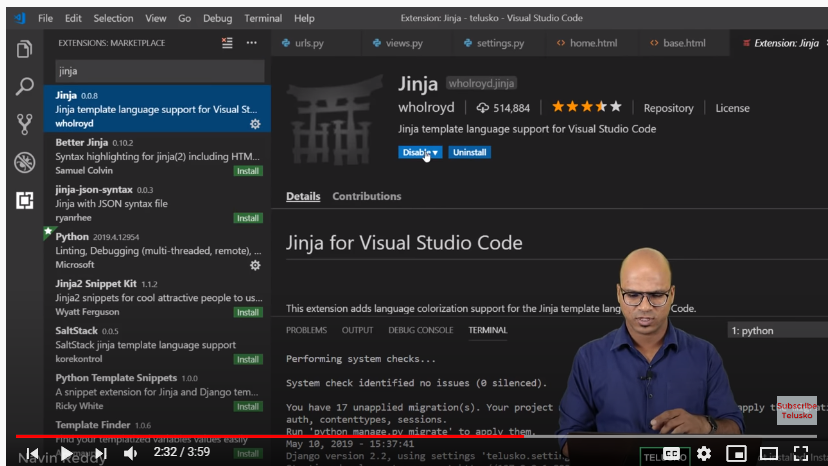 File Edit Selection View Go Debug Terminal Help
Extension: Jinja - telusko - Visual Studio Code
EXTENSIONS: MARKETPLACE
urls.py
views.py
settings.py
home.html
base.html
Extension: Jinja
jinja
Jinja 0.0.8
Jinja template language support for Visual St...
wholroyd
Better Jinja 0.10.2
Syntax highlighting for jinja(2) including HTM...
Samuel Colvin
Install
jinja-json-syntax 0.0.3
Jinja with JSON syntax file
ryanrhee
Install
Python 2019.4.12954
Linting, Debugging (multi-threaded, remote), ...
Microsoft
Jinja2 Snippet Kit 1.1.2
Jinja2 snippets for cool attractive people to us...
Wyatt Ferguson
Install
SaltStack 0.0.5
SaltStack jinja template language support
korekontrol
Install
Python Template Snippets 1.0.0
A snippet extension for Jinja and Django tem...
Ricky White
Install
Template Finder 1.0.6
Find your templatized variables values easily
Install
Jinja wholroyd.jinja
wholroyd 514,884 Repository License
Jinja template language support for Visual Studio Code
Disable Uninstall
Details Contributions
Jinja for Visual Studio Code
This extension adds language colorization support for the Jinja template lang Code.
PROBLEMS OUTPUT DEBUG CONSOLE TERMINAL
1: python
Performing system checks...
System check identified no issues (0 silenced).
You have 17 unapplied migration(s). Your project apply t
auth, contenttypes, sessions.
Run 'python manage.py migrate' to apply them.
May 10, 2019 - 15:37:41
Django version 2.2, using settings 'telusko.settin
Subscribe
Telusko
Navin Reddy
2:32 / 3:59
TEL
CC